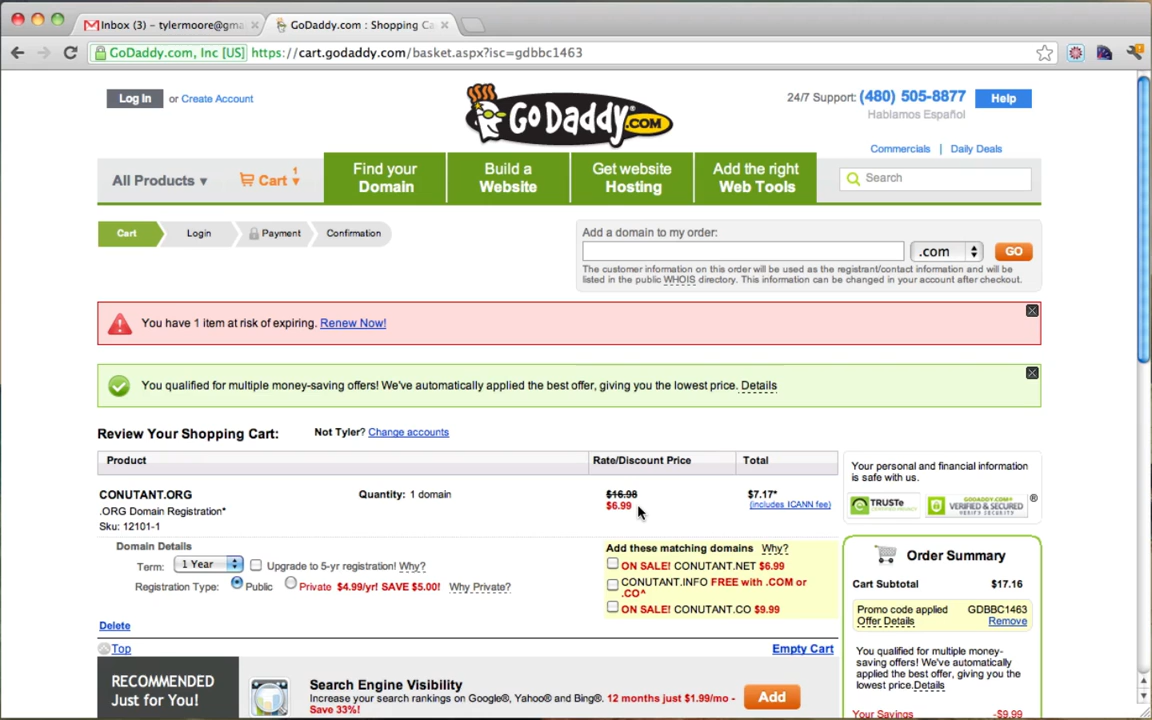 Inbox (3) – tylermoore@gma
GoDaddy.com : Shopping Ca
GoDaddy.com, Inc [US] https://cart.godaddy.com/basket.aspx?isc=gdbbc1463
Log In or Create Account
GO DADDY .COM
24/7 Support: (480) 505-8877 Help
Hablamos Español
Commercials | Daily Deals
All Products ▼
Cart 1 ▼
Find your
Domain
Build a
Website
Get website
Hosting
Add the right
Web Tools
Search
Cart Login Payment Confirmation
Add a domain to my order:
.com GO
The customer information on this order will be used as the registrant/contact information and will be
listed in the public WHOIS directory. This information can be changed in your account after checkout.
You have 1 item at risk of expiring. Renew Now!
You qualified for multiple money-saving offers! We've automatically applied the best offer, giving you the lowest price. Details
Review Your Shopping Cart: Not Tyler? Change accounts
Product Rate/Discount Price Total
CONUTANT.ORG Quantity: 1 domain $16.98 $7.17*
.ORG Domain Registration* $6.99 (includes ICANN fee)
Sku: 12101-1
Domain Details
Term: 1 Year Upgrade to 5-yr registration! Why?
Registration Type: Public Private $4.99/yr! SAVE $5.00! Why Private?
Add these matching domains Why?
ON SALE! CONUTANT.NET $6.99
CONUTANT.INFO FREE with .COM or
.CO^
ON SALE! CONUTANT.CO $9.99
Delete
Top Empty Cart
RECOMMENDED
Just for You!
Search Engine Visibility
Increase your search rankings on Google®, Yahoo® and Bing®. 12 months just $1.99/mo -
Save 33%!
Add
Your personal and financial information
is safe with us.
TRUSTe
GODADDY.COM®
VERIFIED & SECURED
®
Order Summary
Cart Subtotal $17.16
Promo code applied GDBBC1463
Offer Details Remove
You qualified for multiple money-
saving offers! We've automatically
applied the best offer, giving you the
lowest price. Details
Your Savings -$9.99